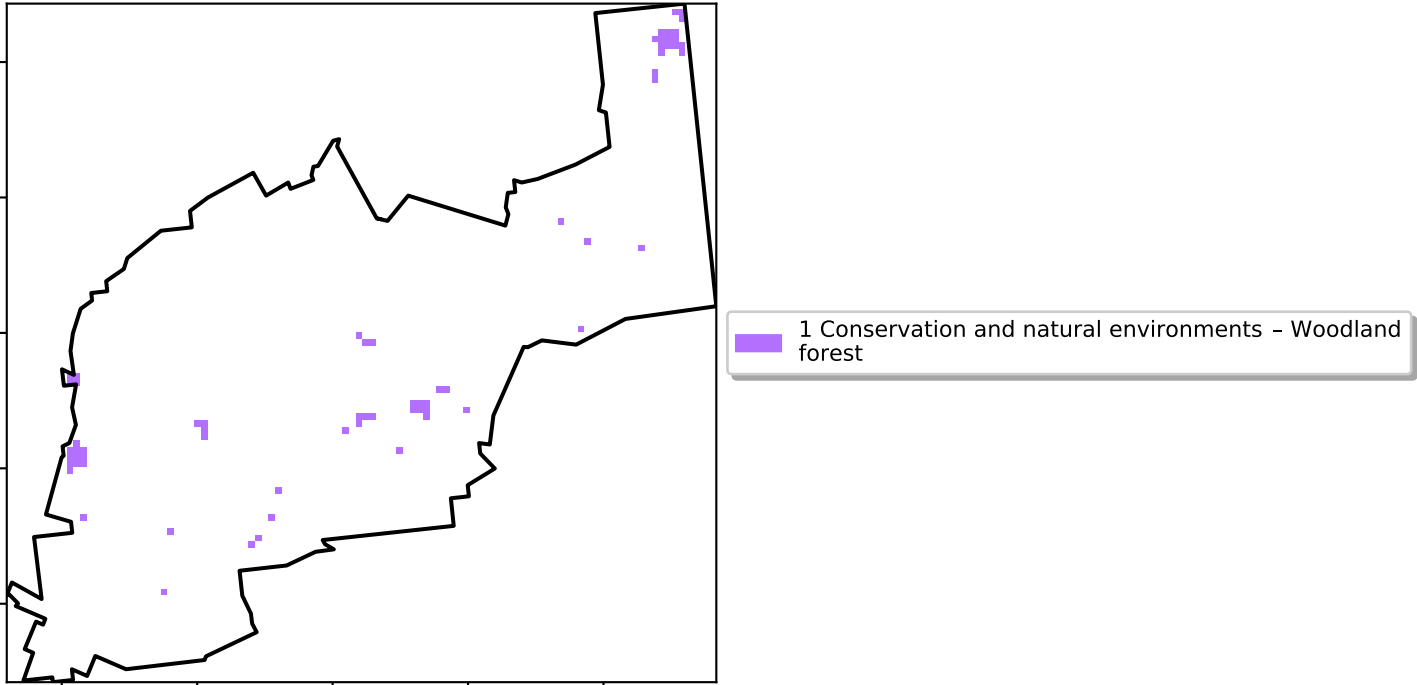 1 Conservation and natural environments – Woodland
forest